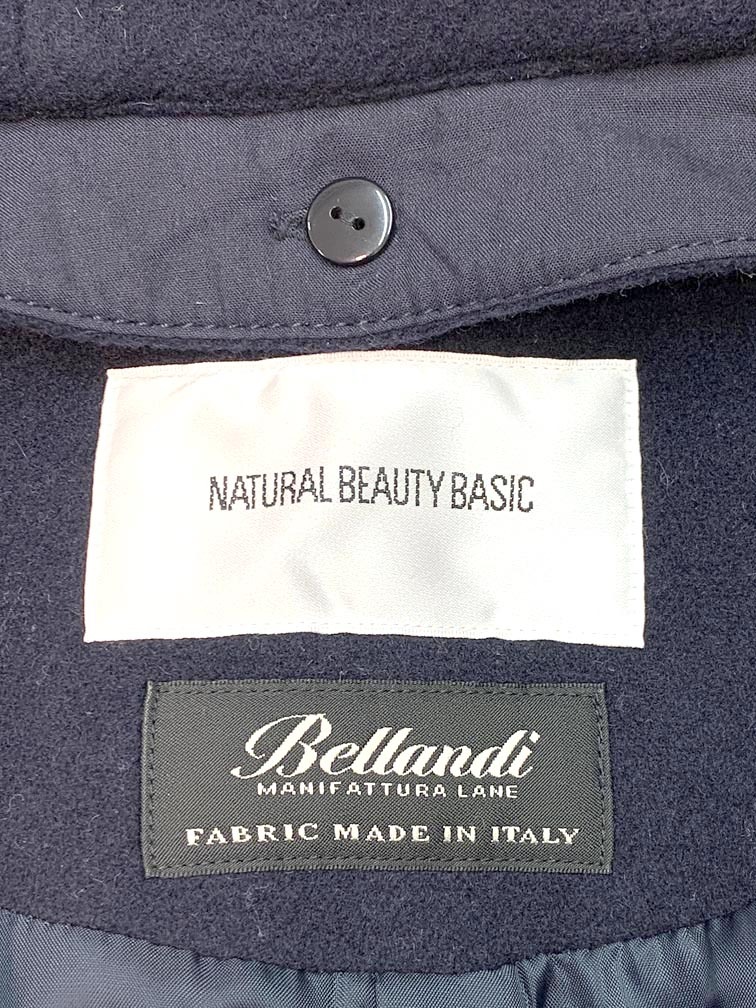 NATURAL BEAUTY BASIC
Bellandi
MANIFATTURA LANE
FABRIC MADE IN ITALY